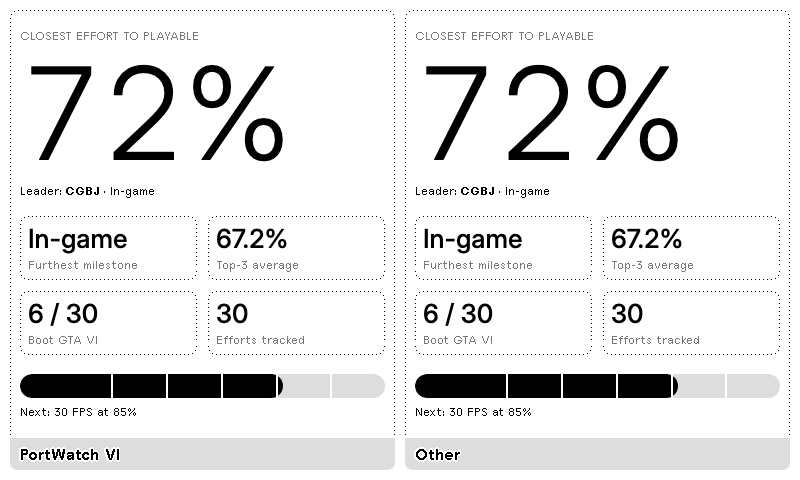 CLOSEST EFFORT TO PLAYABLE
72%
Leader: CGBJ · In-game
In-game
Furthest milestone
67.2%
Top-3 average
6 / 30
Boot GTA VI
30
Efforts tracked
Next: 30 FPS at 85%
PortWatch VI
CLOSEST EFFORT TO PLAYABLE
72%
Leader: CGBJ · In-game
In-game
Furthest milestone
67.2%
Top-3 average
6 / 30
Boot GTA VI
30
Efforts tracked
Next: 30 FPS at 85%
Other